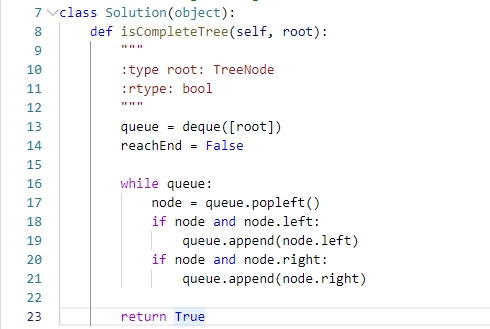 7 class Solution(object):
8     def isCompleteTree(self, root):
9         """
10         :type root: TreeNode
11         :rtype: bool
12         """
13         queue = deque([root])
14         reachEnd = False
15
16         while queue:
17             node = queue.popleft()
18             if node and node.left:
19                 queue.append(node.left)
20             if node and node.right:
21                 queue.append(node.right)
22
23         return True